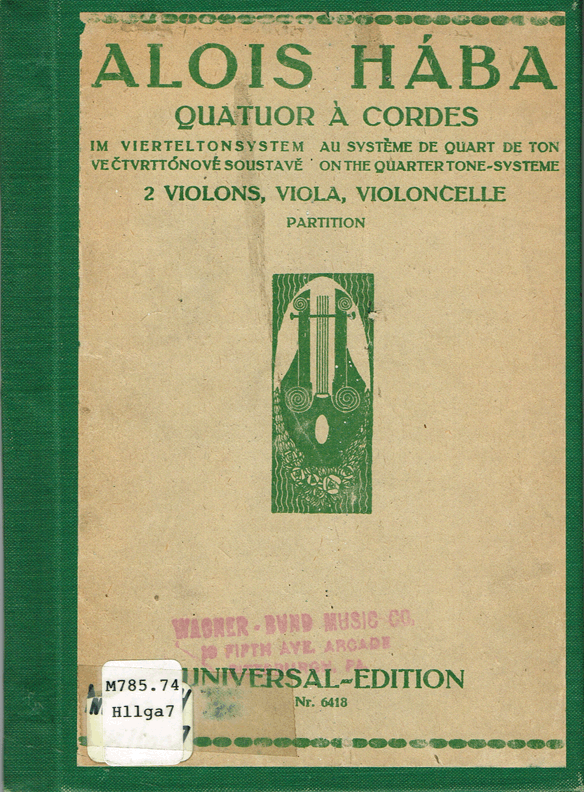 ALOIS HÁBA
QUATUOR À CORDES
IM VIERTELTONSYSTEM AU SYSTÈME DE QUART DE TON
VE ČTVRTTÓNOVÉ SOUSTAVĚ ON THE QUARTER TONE-SYSTEME
2 VIOLONS, VIOLA, VIOLONCELLE
PARTITION
WAGNER - BUND MUSIC CO.
FIFTH AVE. ARCADE
PITTSBURGH, PA.
UNIVERSAL-EDITION
Nr. 6418
M785.74
H11ga7